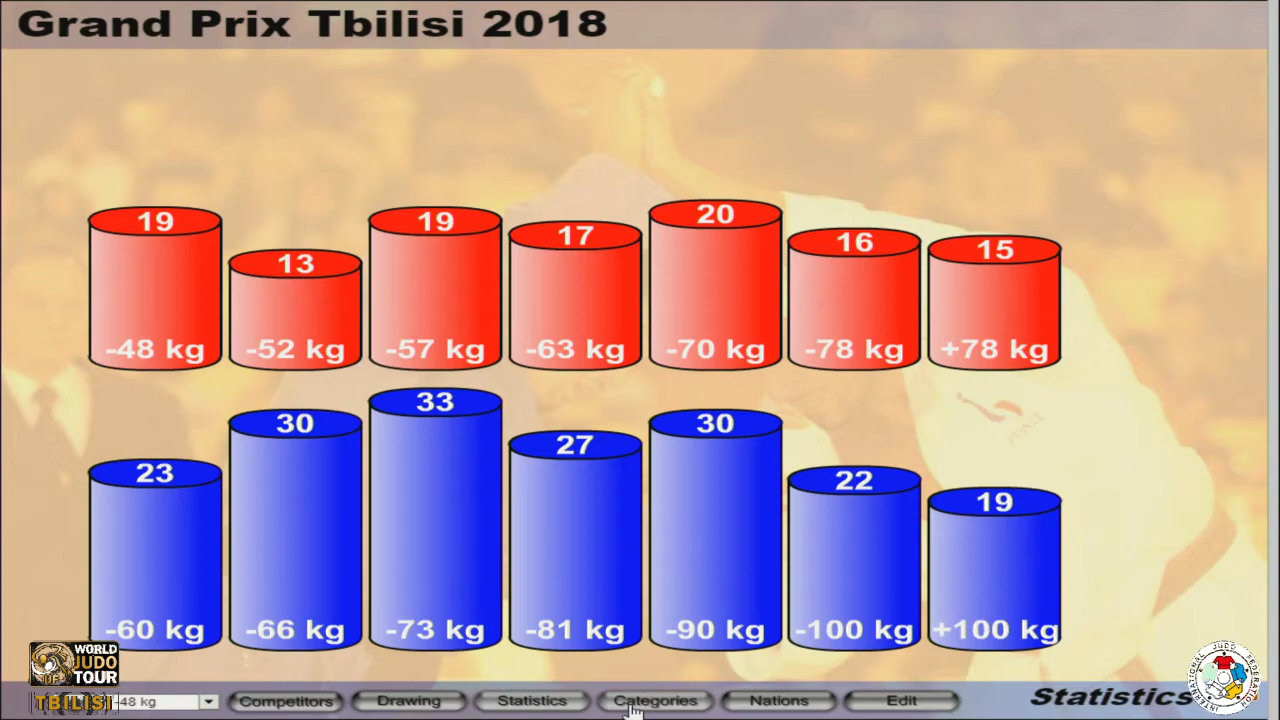 Grand Prix Tbilisi 2018
19 13 19 17 20 16 15
-48 kg -52 kg -57 kg -63 kg -70 kg -78 kg +78 kg
23 30 33 27 30 22 19
-60 kg -66 kg -73 kg -81 kg -90 kg -100 kg +100 kg
WORLD
JUDO
TOUR
TBILISI
-48 kg Competitors Drawing Statistics Categories Nations Edit Statistics
INTERNATIONAL JUDO FEDERATION